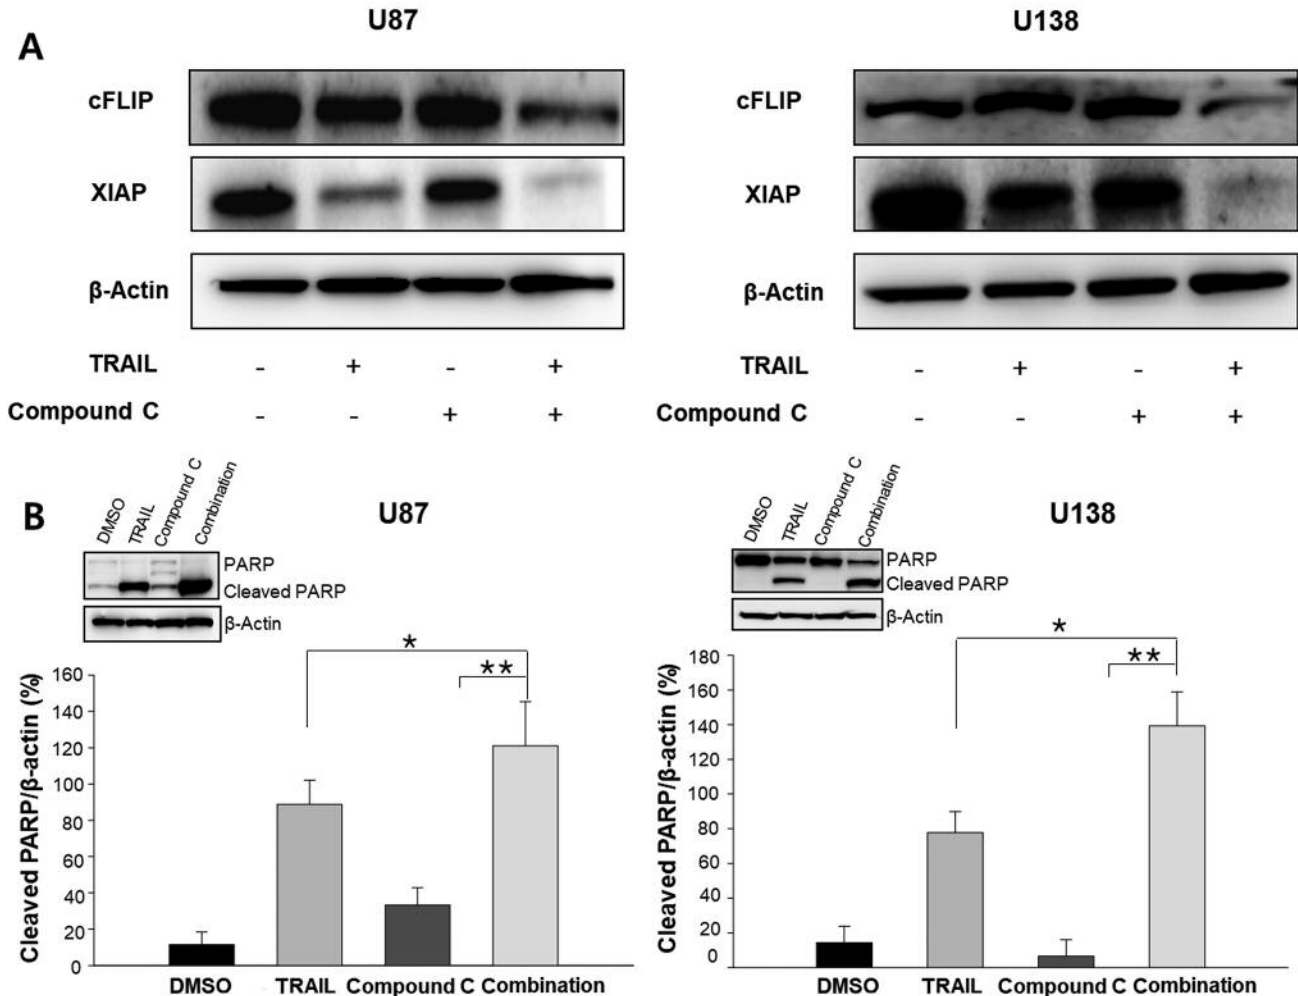 U87
U138
A
cFLIP
XIAP
β-Actin
TRAIL - + - +
Compound C - - + +
cFLIP
XIAP
β-Actin
TRAIL - + - +
Compound C - - + +
B
DMSO
TRAIL
Compound C
Combination
U87
PARP
Cleaved PARP
β-Actin
*
**
Cleaved PARP/β-actin (%)
160
140
120
100
80
60
40
20
0
DMSO TRAIL Compound C Combination
DMSO
TRAIL
Compound C
Combination
U138
PARP
Cleaved PARP
β-Actin
*
**
Cleaved PARP/β-actin (%)
180
160
140
120
100
80
60
40
20
0
DMSO TRAIL Compound C Combination